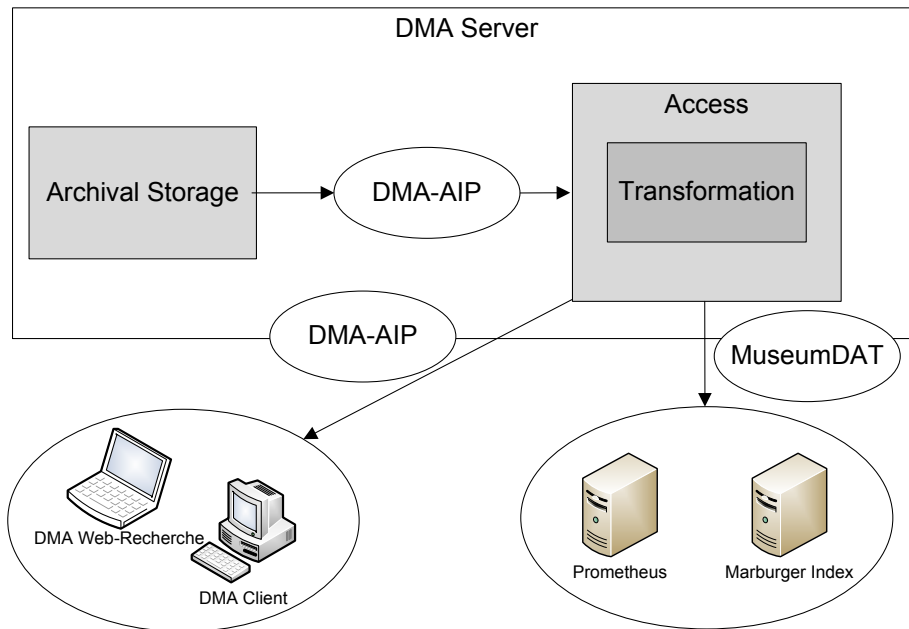 DMA Server
Access
Archival Storage
DMA-AIP
Transformation
DMA-AIP
MuseumDAT
DMA Web-Recherche
DMA Client
Prometheus
Marburger Index